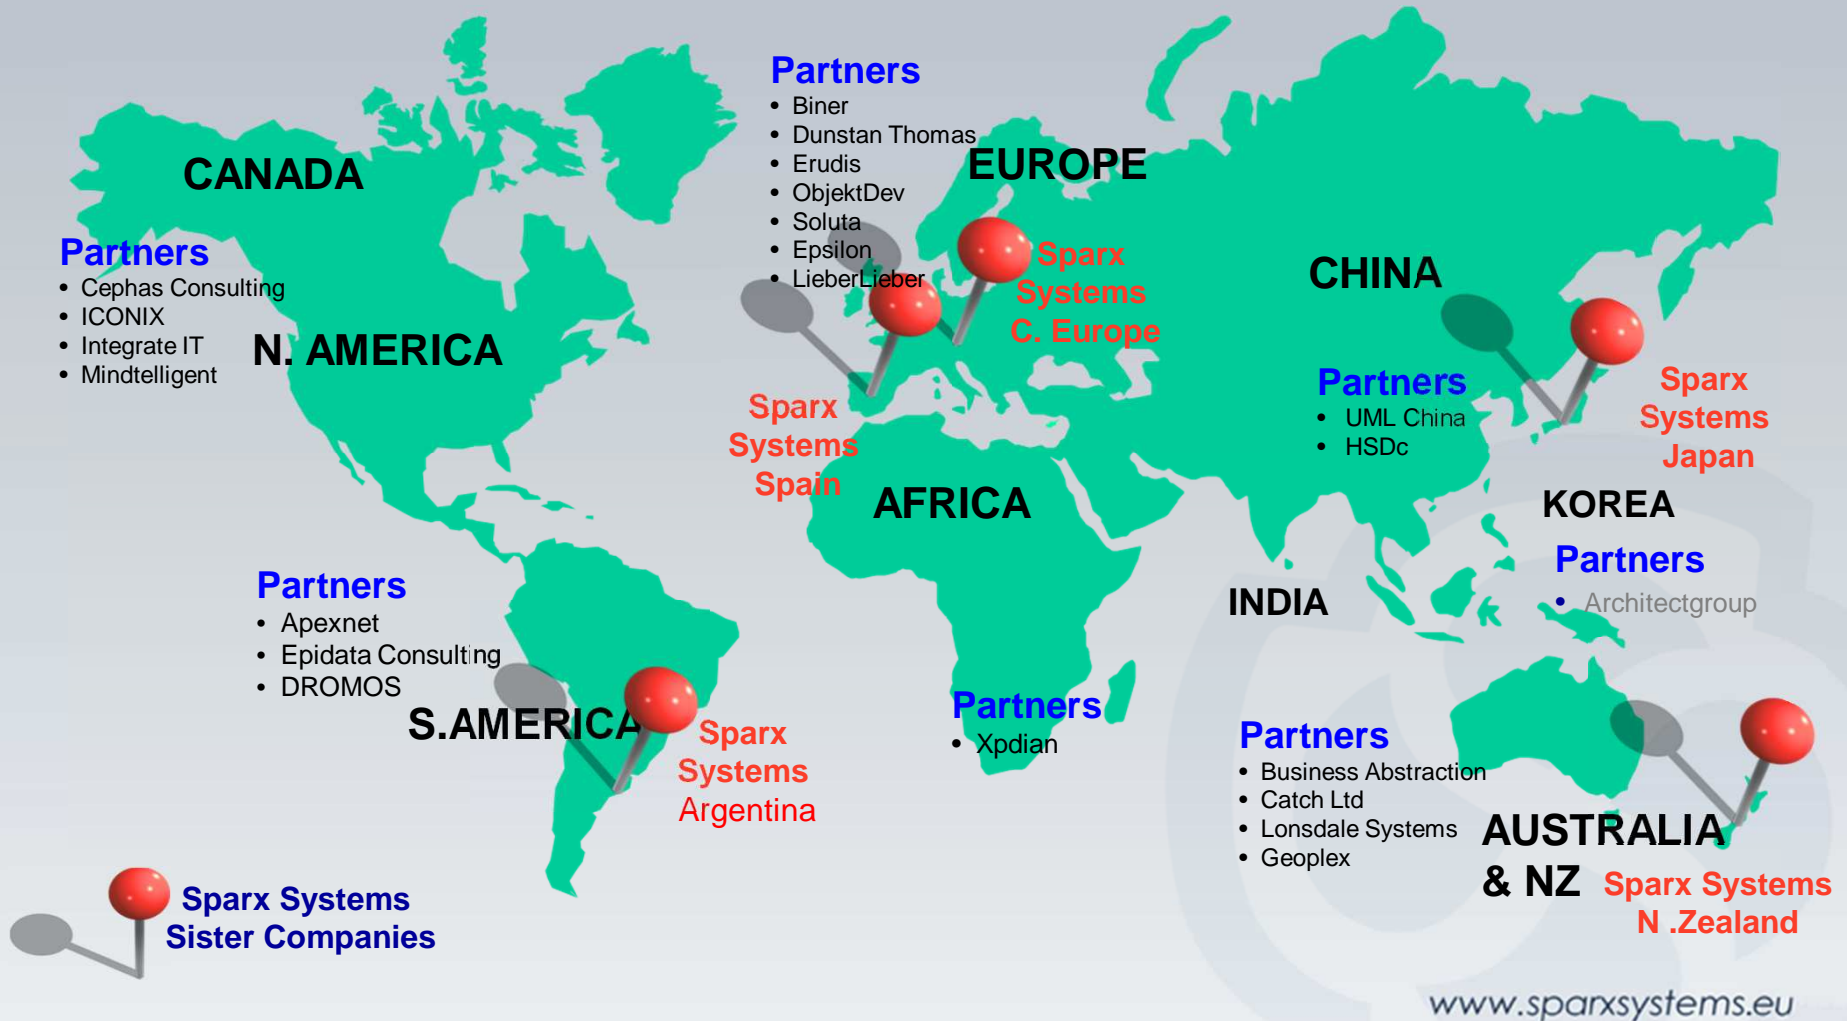 CANADA
Partners
• Cephas Consulting
• ICONIX
• Integrate IT
• Mindtelligent
N. AMERICA
Partners
• Biner
• Dunstan Thomas
• Erudis
• ObjektDev
• Soluta
• Epsilon
• LieberLieber
EUROPE
Sparx
Systems
C. Europe
Sparx
Systems
Spain
AFRICA
CHINA
Partners
• UML China
• HSDc
Sparx
Systems
Japan
KOREA
Partners
• Architectgroup
INDIA
Partners
• Apexnet
• Epidata Consulting
• DROMOS
S.AMERICA
Sparx
Systems
Argentina
Partners
• Xpdian
Partners
• Business Abstraction
• Catch Ltd
• Lonsdale Systems
• Geoplex
AUSTRALIA
& NZ
Sparx Systems
N .Zealand
Sparx Systems
Sister Companies
www.sparxsystems.eu